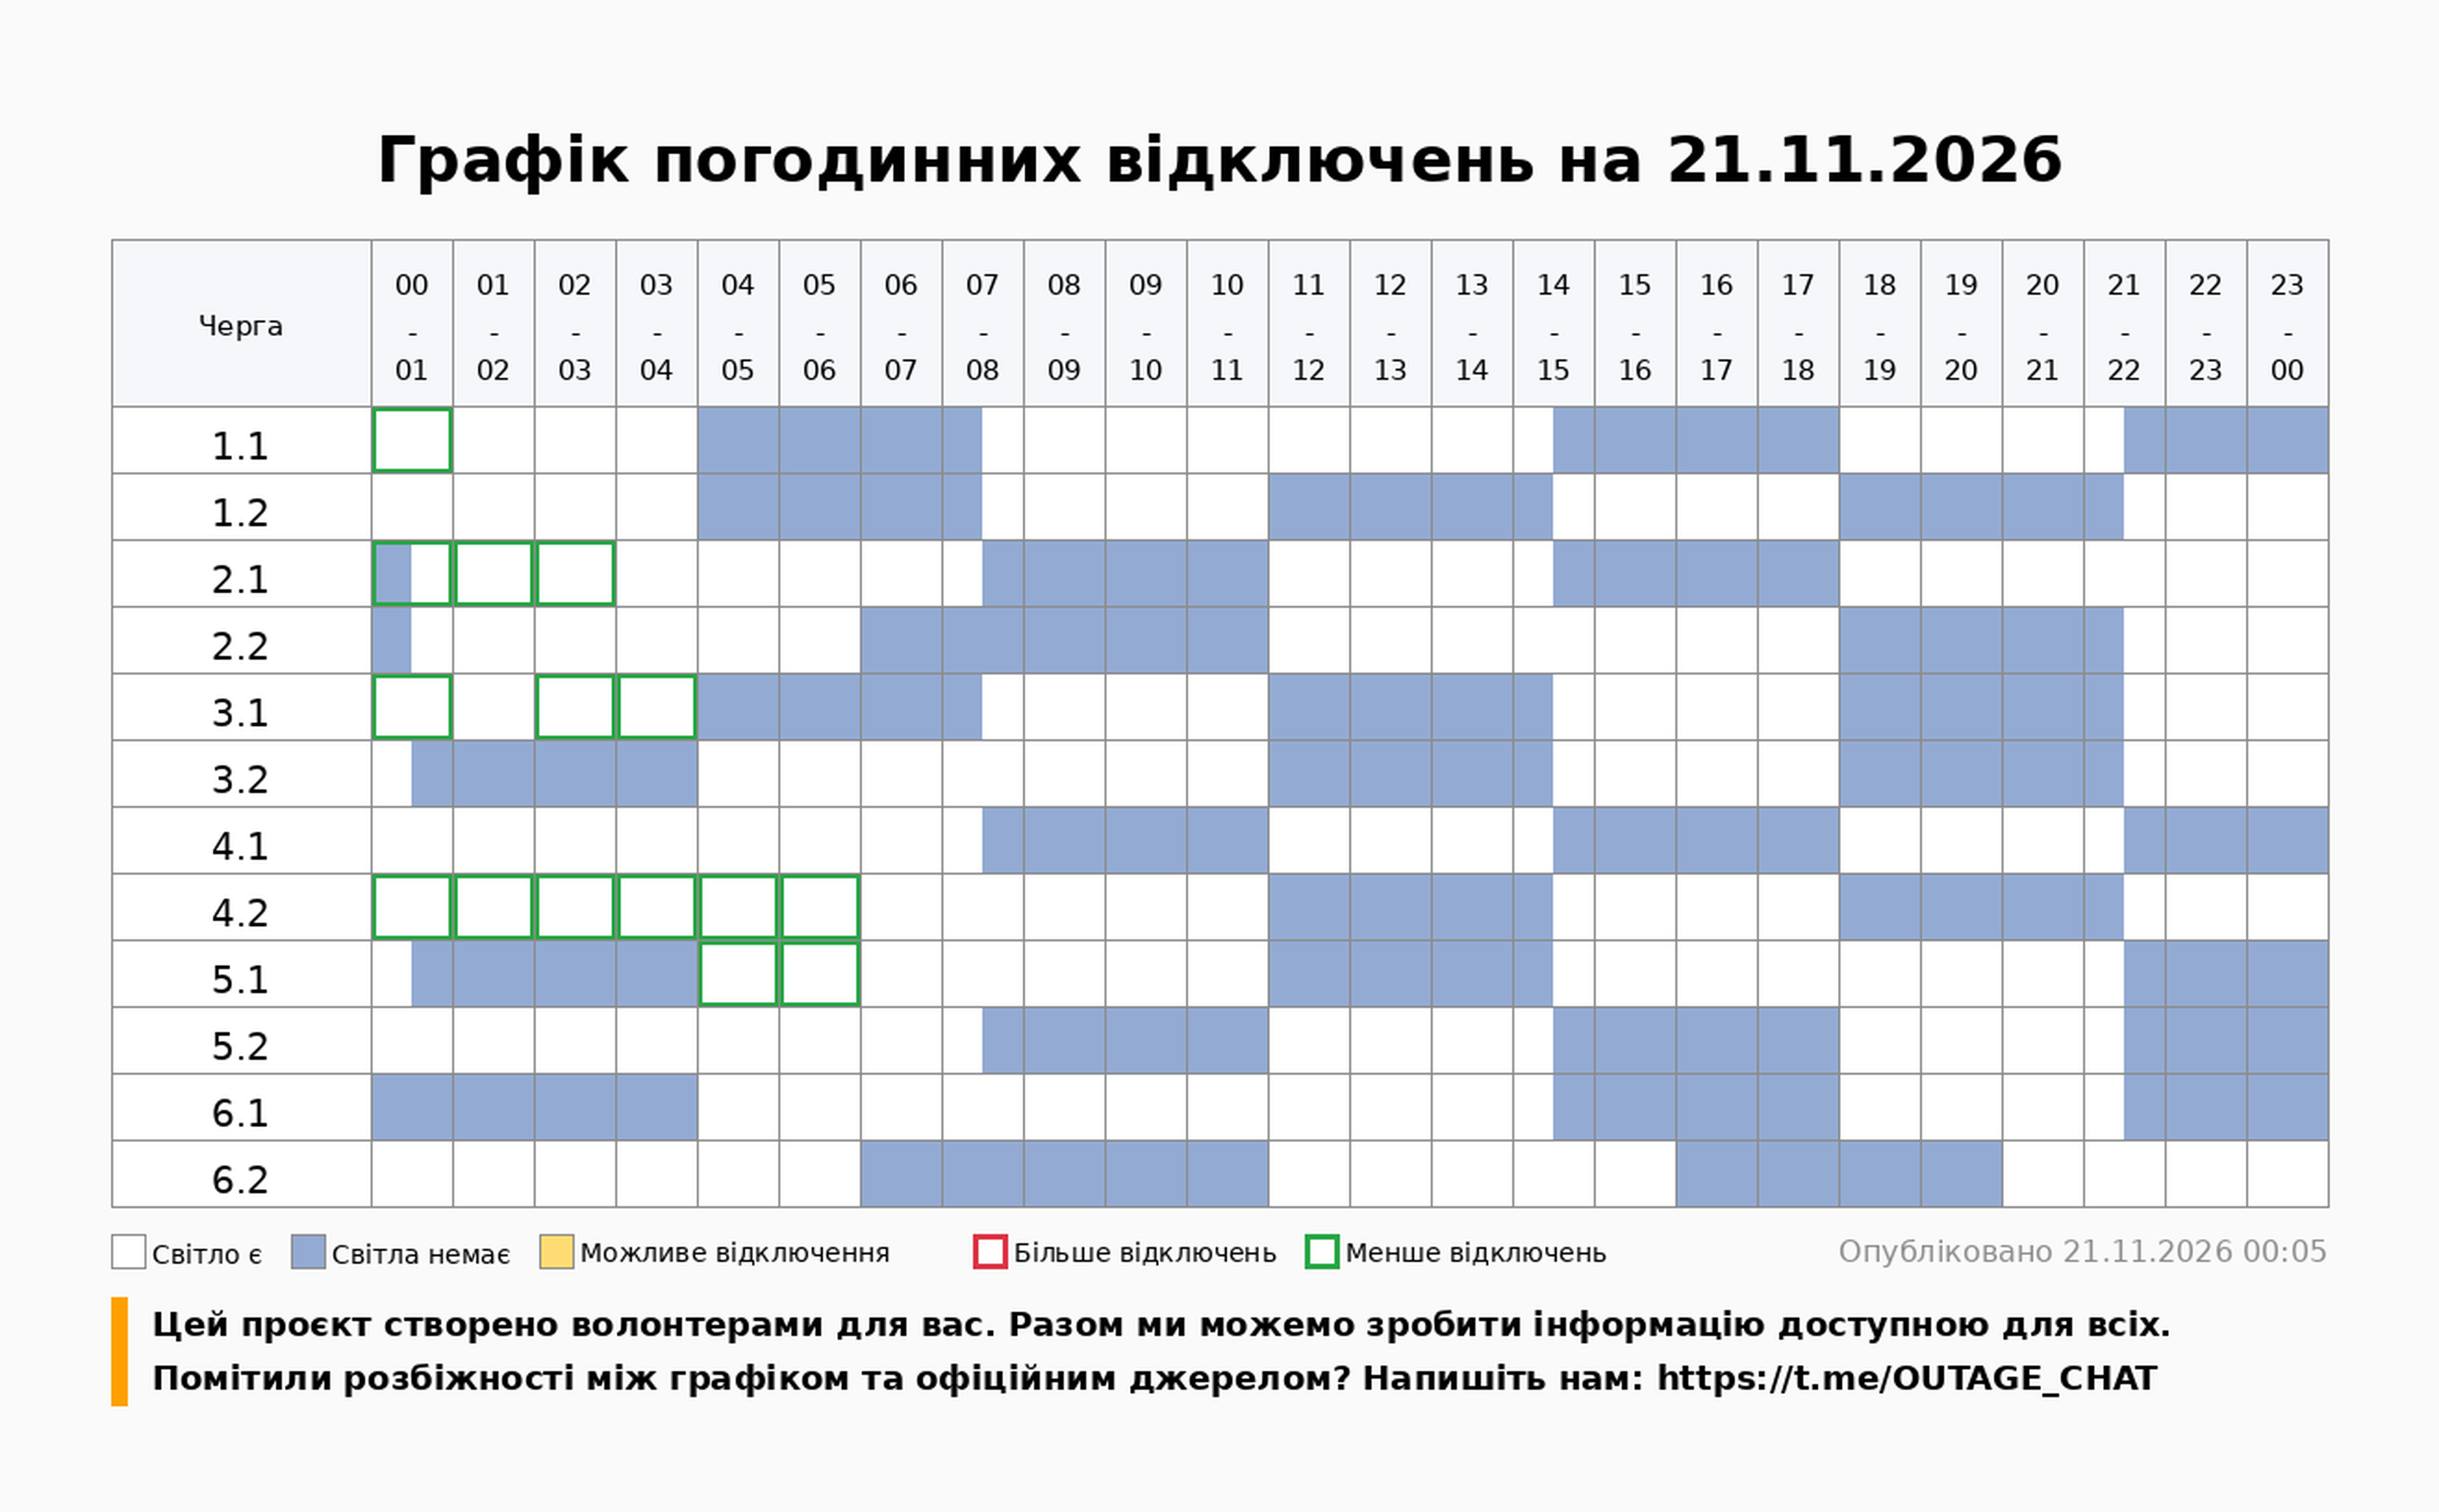 Графік погодинних відключень на 21.11.2026
Черга 00 - 01 01 - 02 02 - 03 03 - 04 04 - 05 05 - 06 06 - 07 07 - 08 08 - 09 09 - 10 10 - 11 11 - 12 12 - 13 13 - 14 14 - 15 15 - 16 16 - 17 17 - 18 18 - 19 19 - 20 20 - 21 21 - 22 22 - 23 23 - 00
1.1
1.2
2.1
2.2
3.1
3.2
4.1
4.2
5.1
5.2
6.1
6.2
Світло є Світла немає Можливе відключення Більше відключень Менше відключень Опубліковано 21.11.2026 00:05
Цей проєкт створено волонтерами для вас. Разом ми можемо зробити інформацію доступною для всіх.
Помітили розбіжності між графіком та офіційним джерелом? Напишіть нам: https://t.me/OUTAGE_CHAT